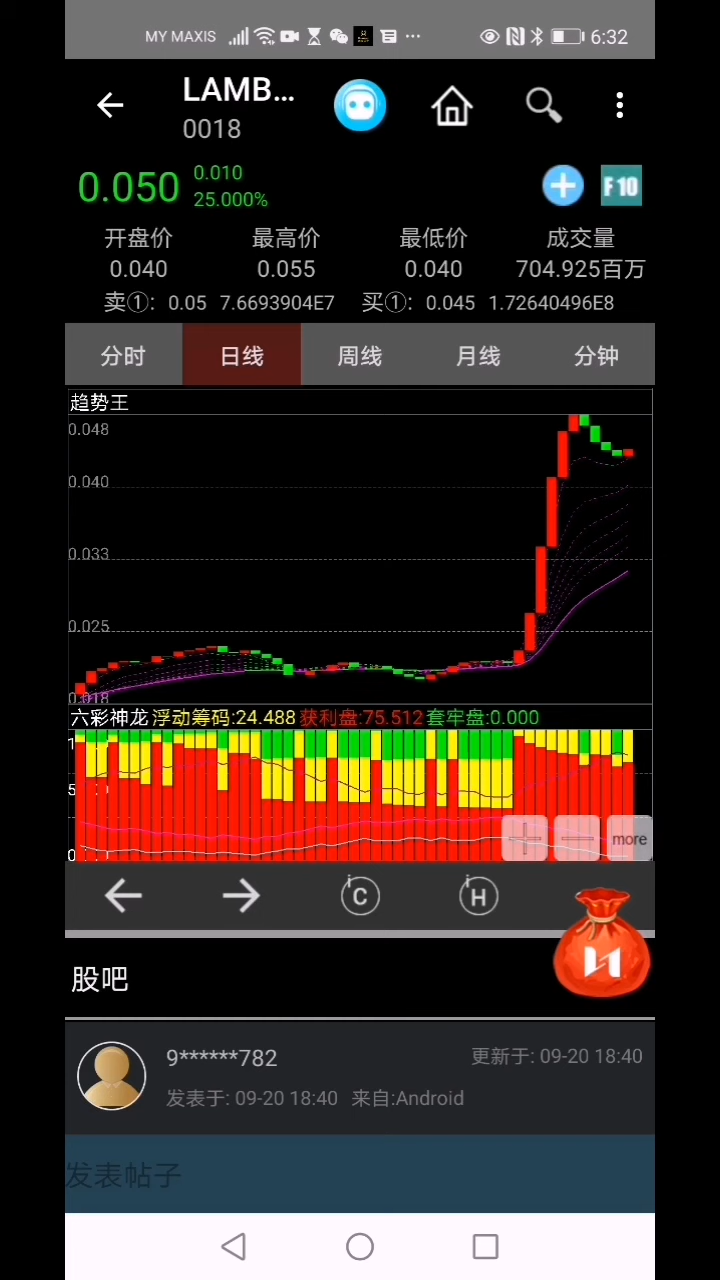 MY MAXIS ... 6:32
LAMB...
0018
0.050 0.010
25.000%
F10
开盘价 最高价 最低价 成交量
0.040 0.055 0.040 704.925百万
卖①: 0.05 7.6693904E7 买①: 0.045 1.72640496E8
分时 日线 周线 月线 分钟
趋势王
0.048
0.040
0.033
0.025
0.018
六彩神龙 浮动筹码:24.488 获利盘:75.512 套牢盘:0.000
more
C H
股吧
9******782 更新于: 09-20 18:40
发表于: 09-20 18:40 来自:Android
发表帖子